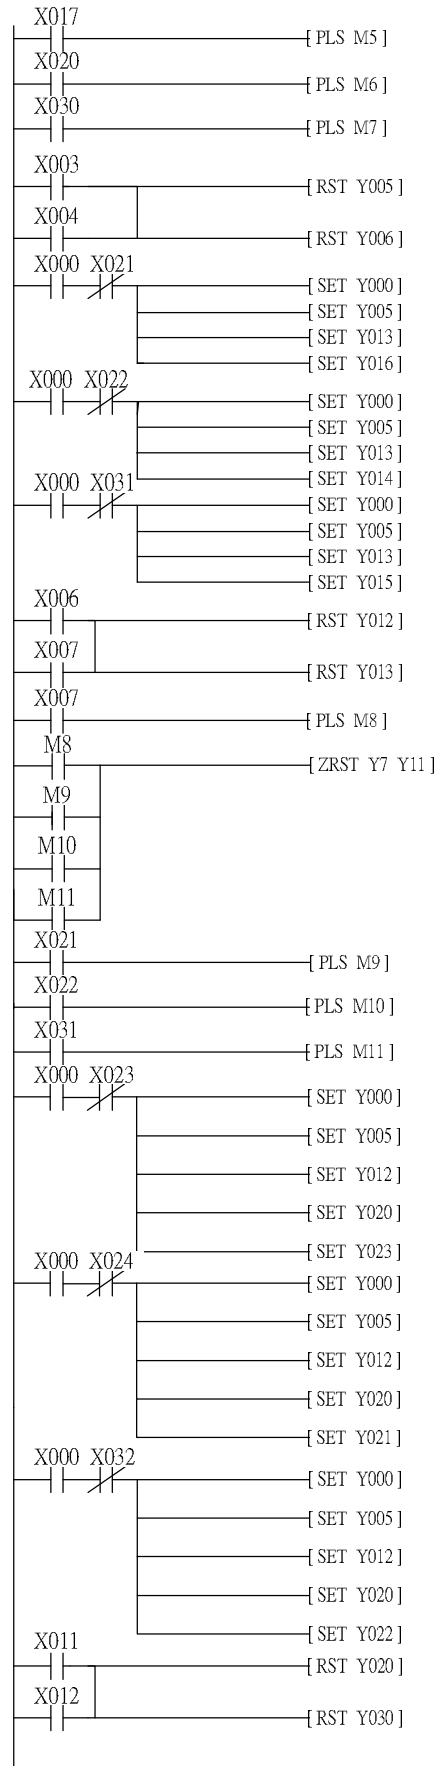 X017
[ PLS M5 ]
X020
[ PLS M6 ]
X030
[ PLS M7 ]
X003
[ RST Y005 ]
X004
[ RST Y006 ]
X000 X021
[ SET Y000 ]
[ SET Y005 ]
[ SET Y013 ]
[ SET Y016 ]
X000 X022
[ SET Y000 ]
[ SET Y005 ]
[ SET Y013 ]
[ SET Y014 ]
X000 X031
[ SET Y000 ]
[ SET Y005 ]
[ SET Y013 ]
[ SET Y015 ]
X006
[ RST Y012 ]
X007
[ RST Y013 ]
X007
[ PLS M8 ]
M8
[ ZRST Y7 Y11 ]
M9
M10
M11
X021
[ PLS M9 ]
X022
[ PLS M10 ]
X031
[ PLS M11 ]
X000 X023
[ SET Y000 ]
[ SET Y005 ]
[ SET Y012 ]
[ SET Y020 ]
[ SET Y023 ]
X000 X024
[ SET Y000 ]
[ SET Y005 ]
[ SET Y012 ]
[ SET Y020 ]
[ SET Y021 ]
X000 X032
[ SET Y000 ]
[ SET Y005 ]
[ SET Y012 ]
[ SET Y020 ]
[ SET Y022 ]
X011
[ RST Y020 ]
X012
[ RST Y030 ]